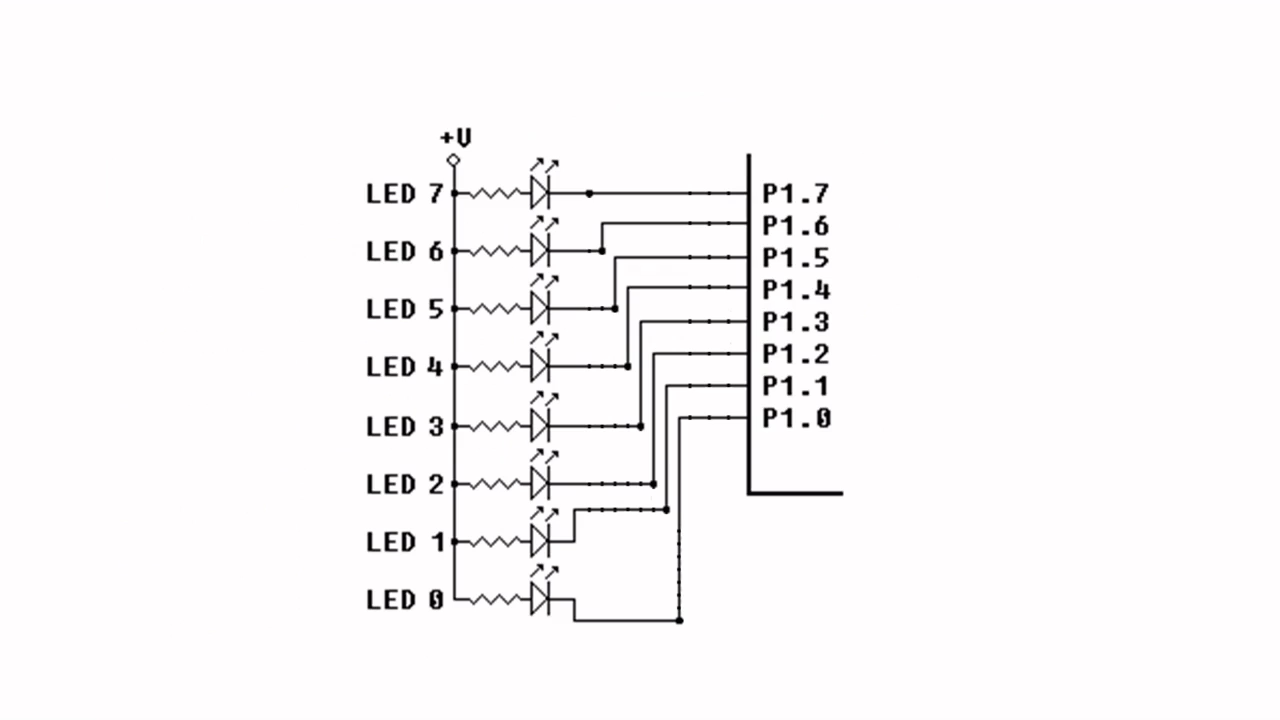 +V
LED 7
P1.7
LED 6
P1.6
LED 5
P1.5
LED 4
P1.4
LED 3
P1.3
LED 2
P1.2
LED 1
P1.1
LED 0
P1.0